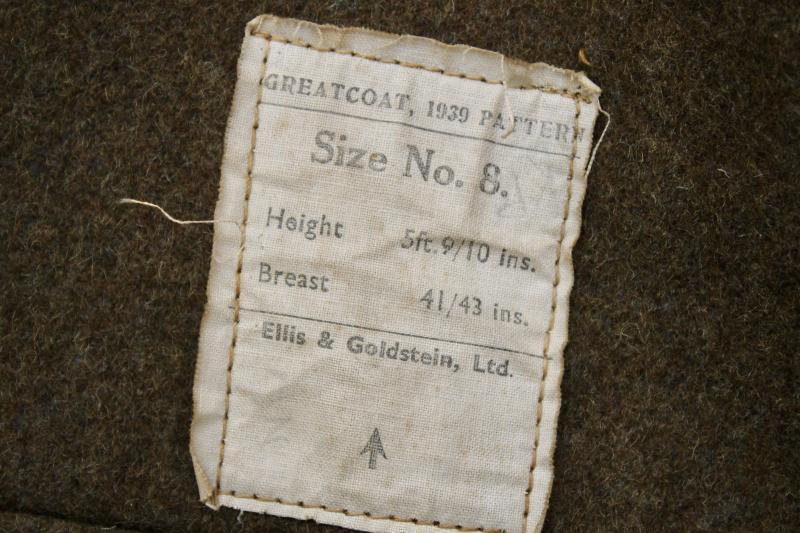 GREATCOAT, 1939 PATTERN
Size No. 8.
Height 5ft. 9/10 ins.
Breast 41/43 ins.
Ellis & Goldstein, Ltd.